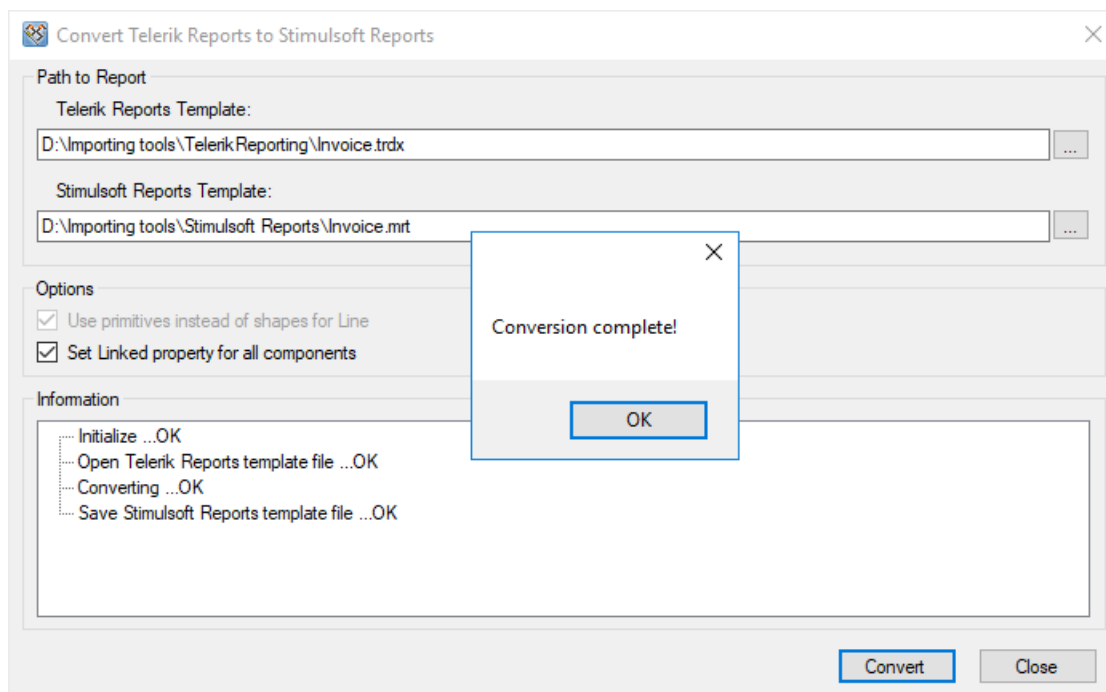 Convert Telerik Reports to Stimulsoft Reports
Path to Report
Telerik Reports Template:
D:\Importing tools\TelerikReporting\Invoice.trdx
...
Stimulsoft Reports Template:
D:\Importing tools\Stimulsoft Reports\Invoice.mrt
...
Options
Use primitives instead of shapes for Line
Set Linked property for all components
Conversion complete!
OK
Information
Initialize ...OK
Open Telerik Reports template file ...OK
Converting ...OK
Save Stimulsoft Reports template file ...OK
Convert
Close